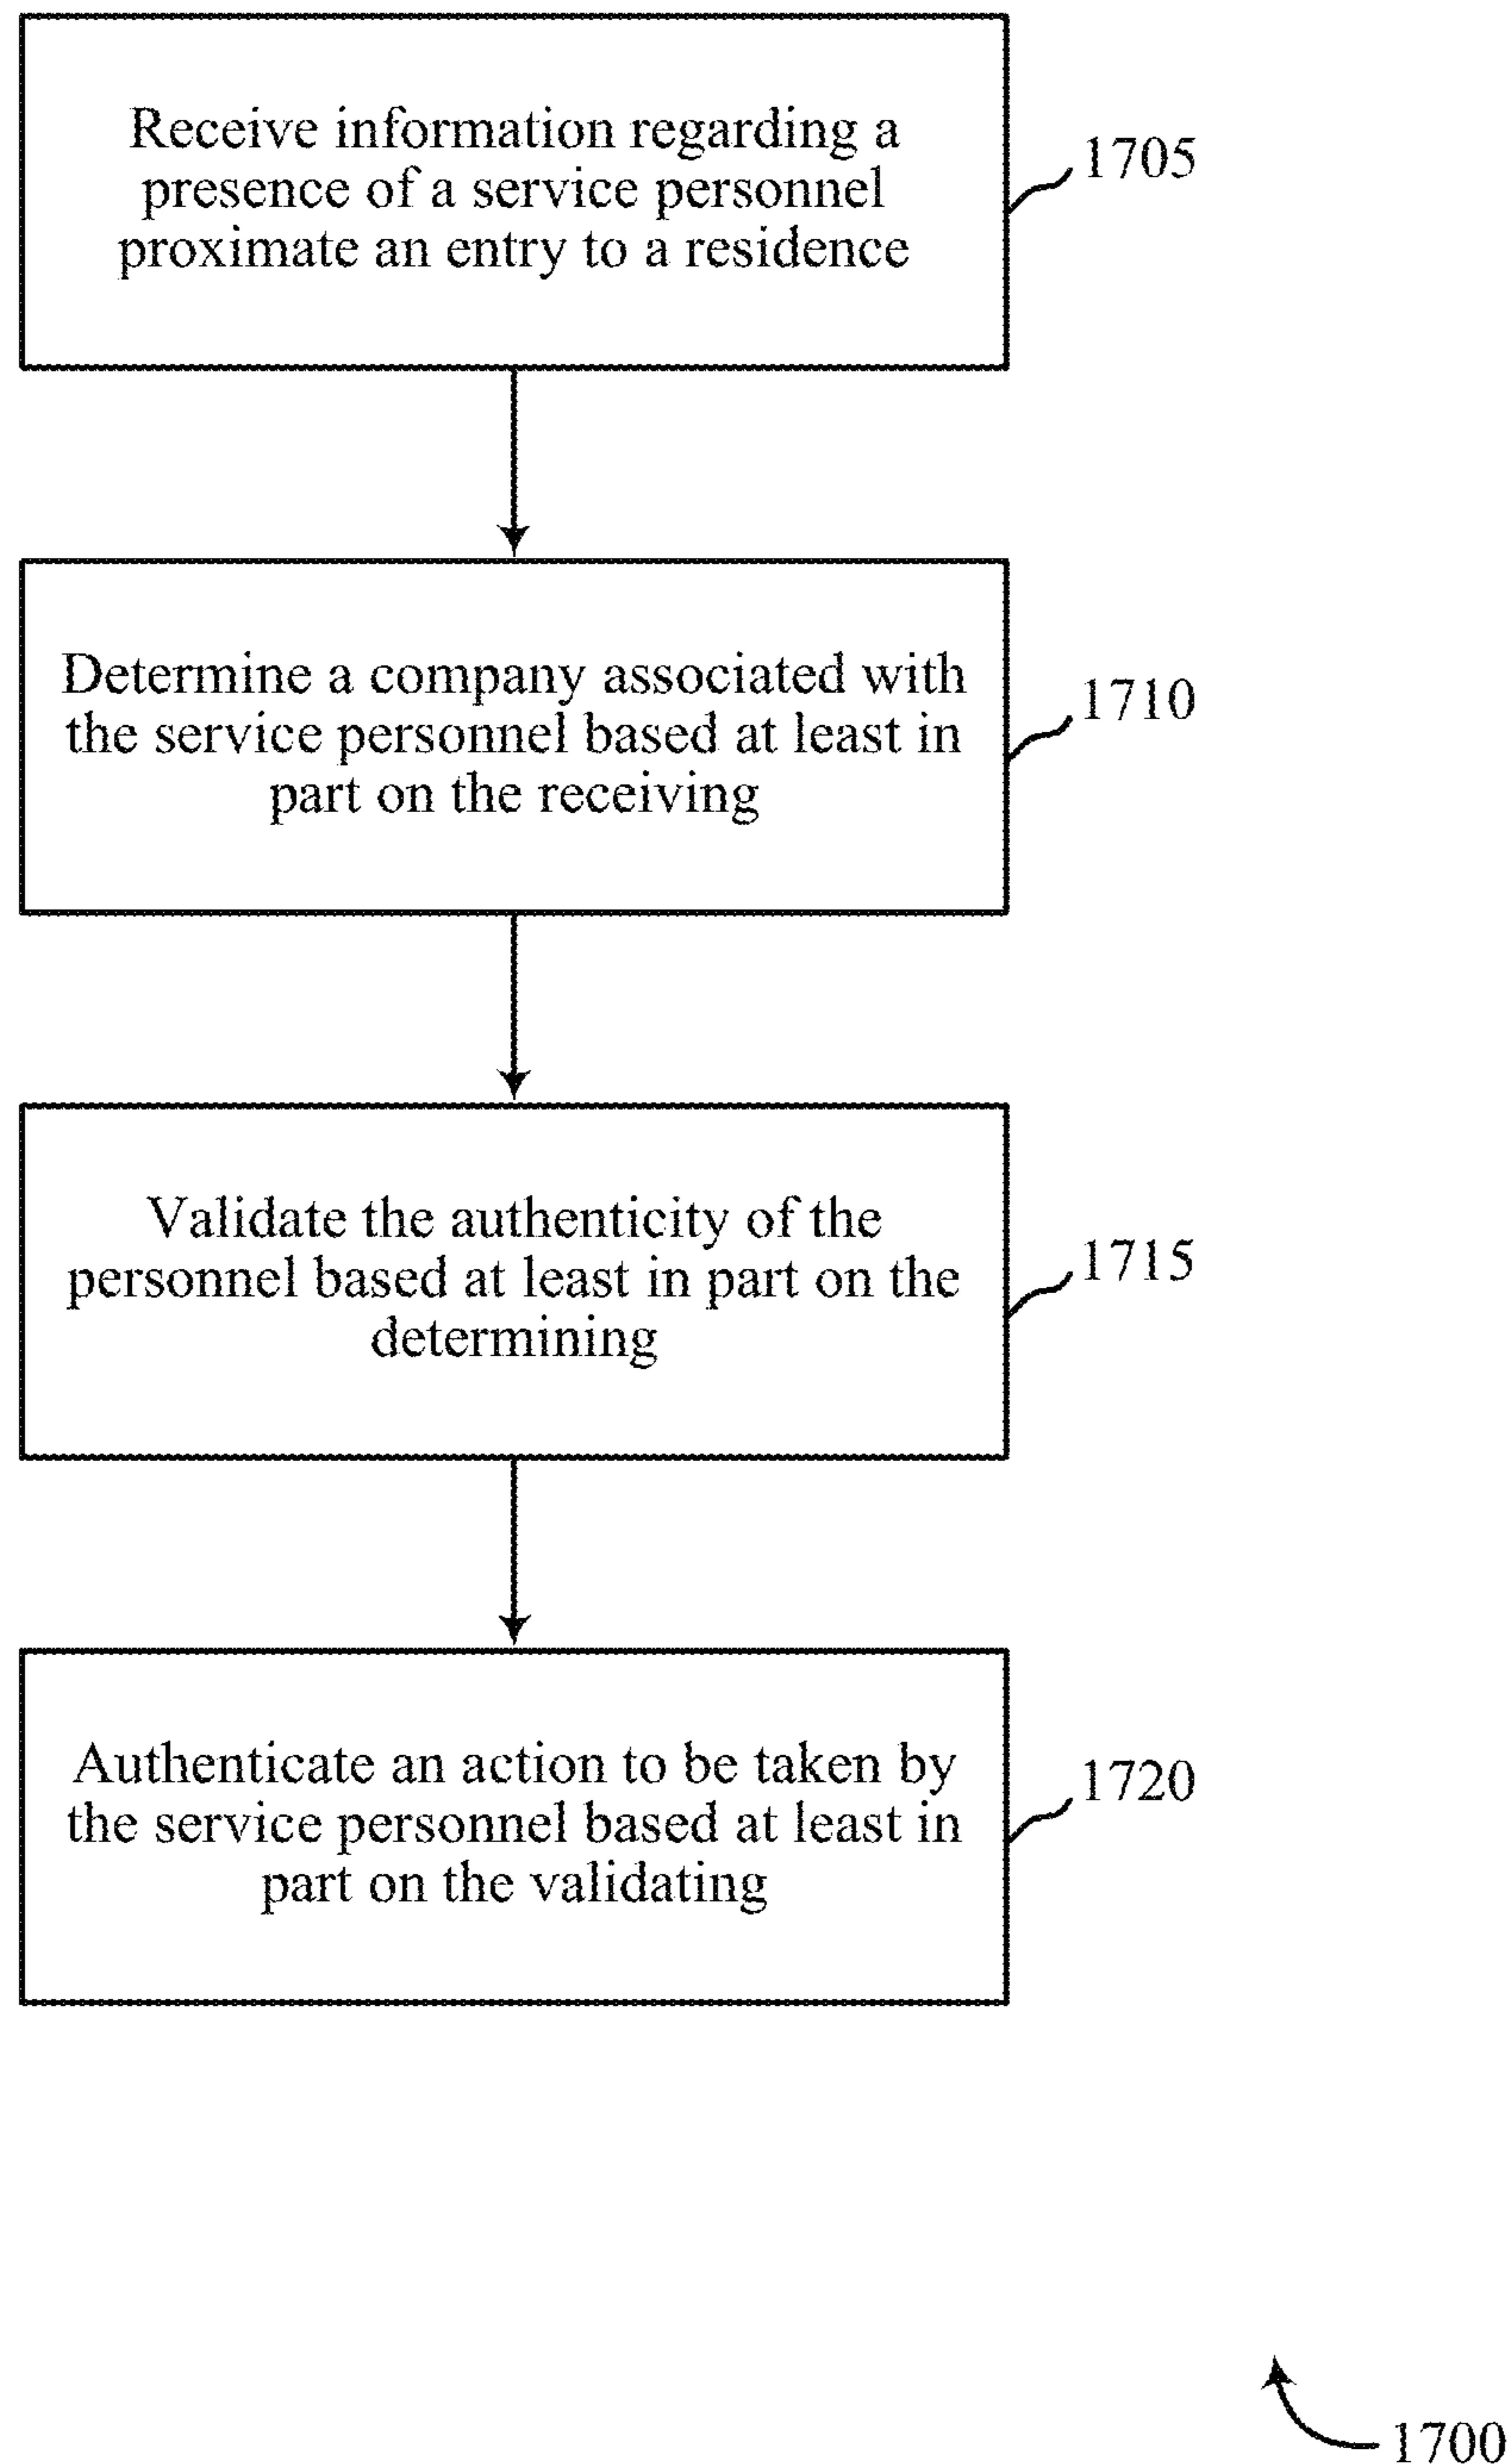 Receive information regarding a
presence of a service personnel
proximate an entry to a residence
1705
Determine a company associated with
the service personnel based at least in
part on the receiving
1710
Validate the authenticity of the
personnel based at least in part on the
determining
1715
Authenticate an action to be taken by
the service personnel based at least in
part on the validating
1720
1700